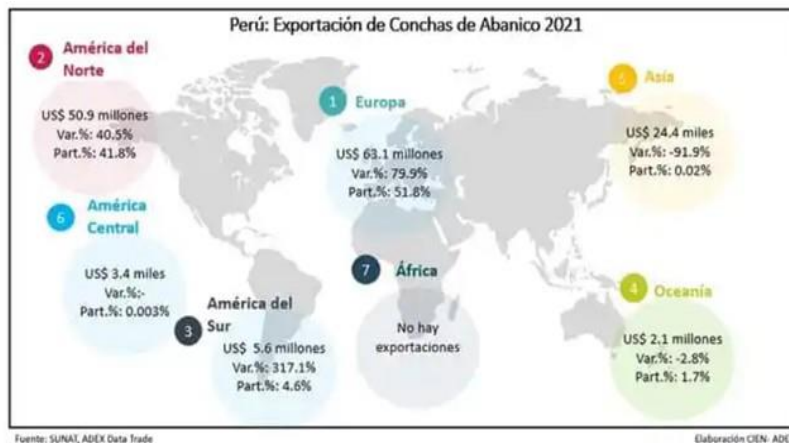 Perú: Exportación de Conchas de Abanico 2021
2
América del
Norte
US$ 50.9 millones
Var.%: 40.5%
Part.%: 41.8%
1
Europa
US$ 63.1 millones
Var.%: 79.9%
Part.%: 51.8%
5
Asía
US$ 24.4 miles
Var.%: -91.9%
Part.%: 0.02%
6
América
Central
US$ 3.4 miles
Var.%:-
Part.%: 0.003%
3
América del
Sur
US$ 5.6 millones
Var.%: 317.1%
Part.%: 4.6%
7
África
No hay
exportaciones
4
Oceanía
US$ 2.1 millones
Var.%: -2.8%
Part.%: 1.7%
Fuente: SUNAT, ADEX Data Trade
Elaboración CIEN- ADE